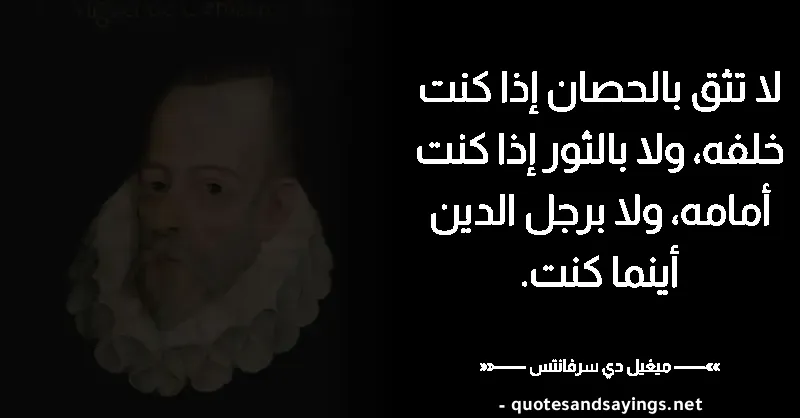 لا تثق بالحصان إذا كنت
خلفه، ولا بالثور إذا كنت
أمامه، ولا برجل الدين
أينما كنت.
»—— ميغيل دي سرفانتس ——»«
- quotesandsayings.net